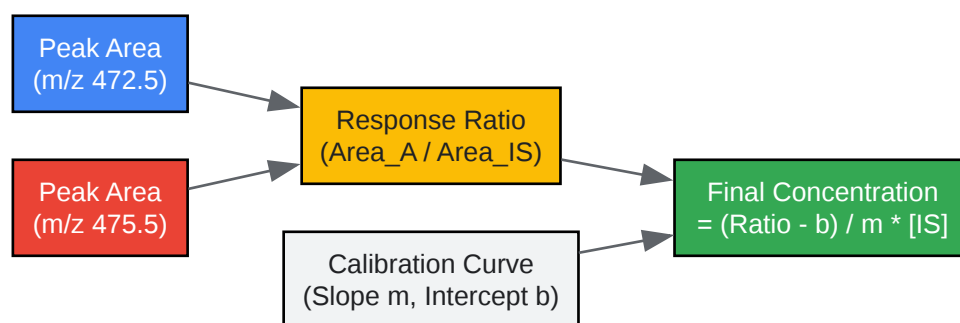 Peak Area
(m/z 472.5)
Peak Area
(m/z 475.5)
Response Ratio
(Area_A / Area_IS)
Calibration Curve
(Slope m, Intercept b)
Final Concentration
= (Ratio - b) / m * [IS]